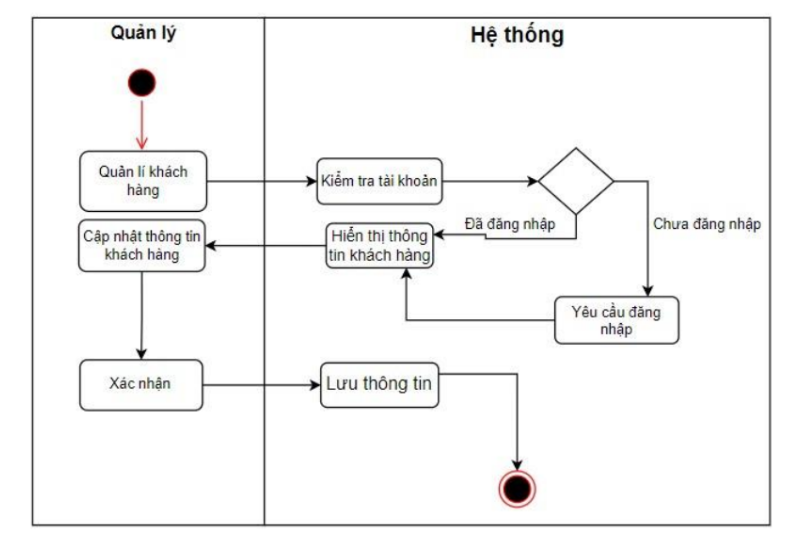 Quản lý
Hệ thống
Quản lí khách
hàng
Kiểm tra tài khoản
Đã đăng nhập
Chưa đăng nhập
Cập nhật thông tin
khách hàng
Hiển thị thông
tin khách hàng
Yêu cầu đăng
nhập
Xác nhận
Lưu thông tin